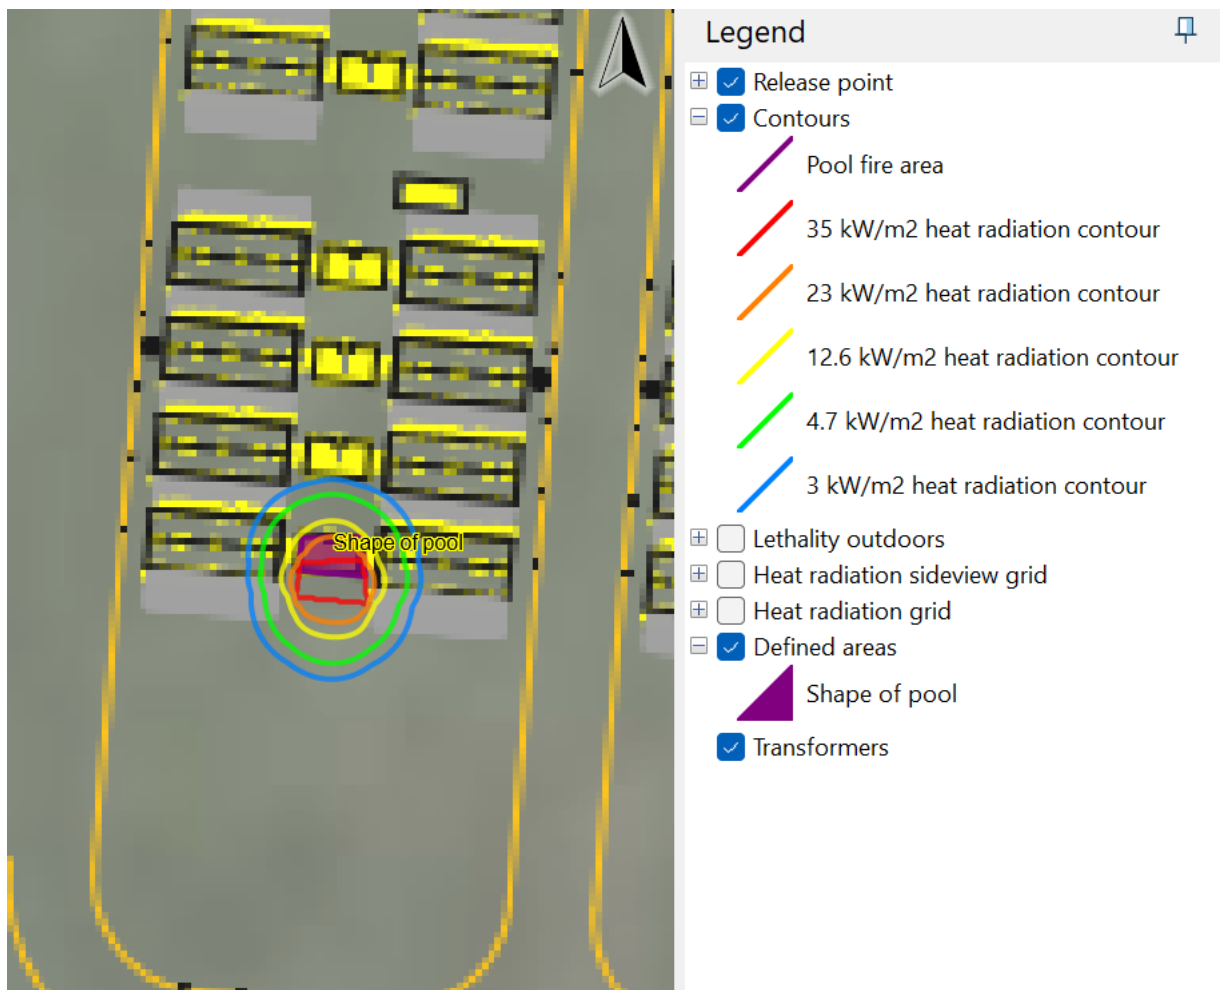 Legend
Release point
Contours
Pool fire area
35 kW/m2 heat radiation contour
23 kW/m2 heat radiation contour
12.6 kW/m2 heat radiation contour
4.7 kW/m2 heat radiation contour
3 kW/m2 heat radiation contour
Lethality outdoors
Heat radiation sideview grid
Heat radiation grid
Defined areas
Shape of pool
Transformers
Shape of pool